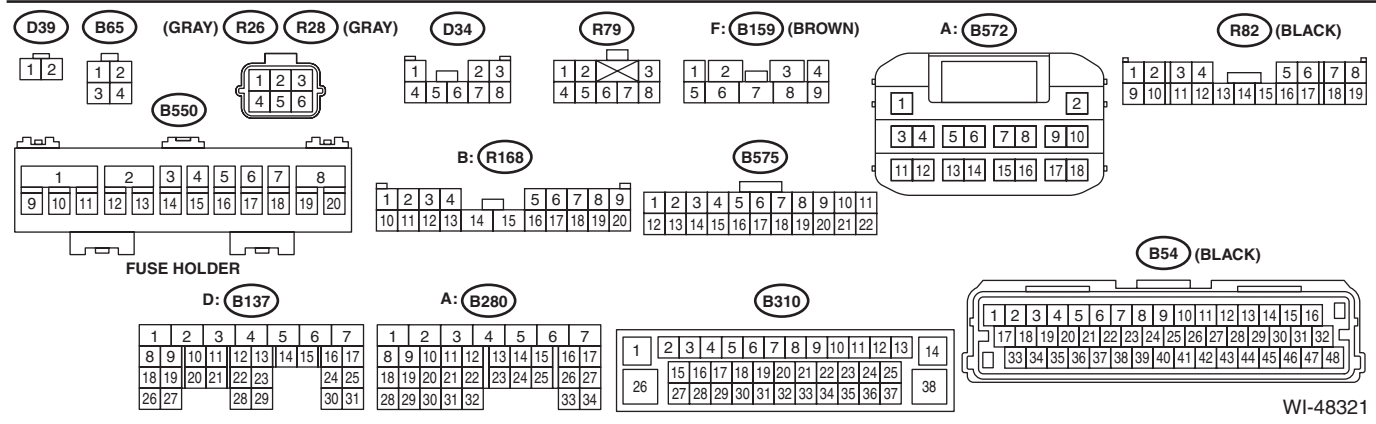 D39 B65 (GRAY) R26 R28 (GRAY) D34 R79 F: B159 (BROWN) A: B572 R82 (BLACK)
1 2
1 2
3 4
1 2 3
4 5 6
1 2 3
4 5 6 7 8
1 2 3
4 5 6 7 8
1 2 3 4
5 6 7 8 9
1 2
3 4 5 6 7 8 9 10
11 12 13 14 15 16 17 18
1 2 3 4 5 6 7 8
9 10 11 12 13 14 15 16 17 18 19
B550
1 2 3 4 5 6 7 8
9 10 11 12 13 14 15 16 17 18 19 20
FUSE HOLDER
B: R168
1 2 3 4 5 6 7 8 9
10 11 12 13 14 15 16 17 18 19 20
B575
1 2 3 4 5 6 7 8 9 10 11
12 13 14 15 16 17 18 19 20 21 22
D: B137
1 2 3 4 5 6 7
8 9 10 11 12 13 14 15 16 17
18 19 20 21 22 23 24 25
26 27 28 29 30 31
A: B280
1 2 3 4 5 6 7
8 9 10 11 12 13 14 15 16 17
18 19 20 21 22 23 24 25 26 27
28 29 30 31 32 33 34
B310
1 2 3 4 5 6 7 8 9 10 11 12 13 14
15 16 17 18 19 20 21 22 23 24 25
26 27 28 29 30 31 32 33 34 35 36 37 38
B54 (BLACK)
1 2 3 4 5 6 7 8 9 10 11 12 13 14 15 16
17 18 19 20 21 22 23 24 25 26 27 28 29 30 31 32
33 34 35 36 37 38 39 40 41 42 43 44 45 46 47 48
WI-48321